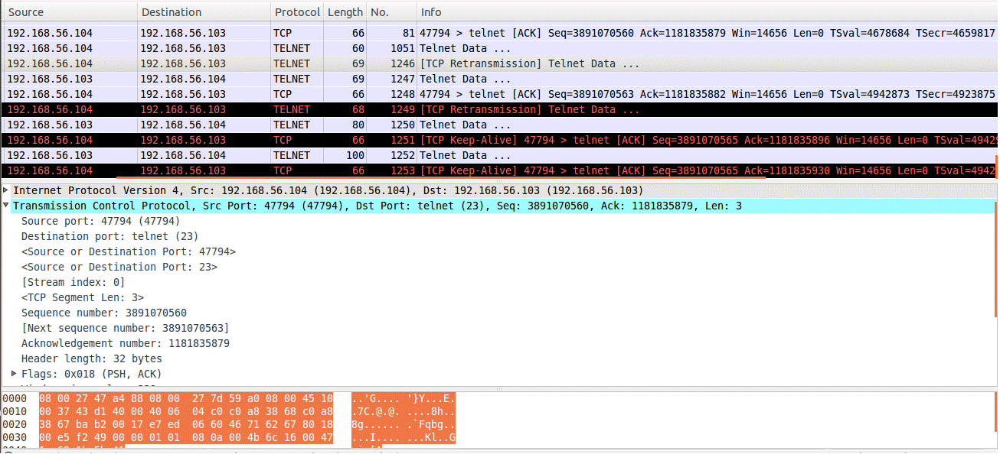 Source Destination Protocol Length No. Info
192.168.56.104 192.168.56.103 TCP 66 81 47794 > telnet [ACK] Seq=3891070560 Ack=1181835879 Win=14656 Len=0 TSval=4678684 TSecr=4659817
192.168.56.104 192.168.56.103 TELNET 60 1051 Telnet Data ...
192.168.56.104 192.168.56.103 TELNET 69 1246 [TCP Retransmission] Telnet Data ...
192.168.56.103 192.168.56.104 TELNET 69 1247 Telnet Data ...
192.168.56.104 192.168.56.103 TCP 66 1248 47794 > telnet [ACK] Seq=3891070563 Ack=1181835882 Win=14656 Len=0 TSval=4942873 TSecr=4923875
192.168.56.104 192.168.56.103 TELNET 68 1249 [TCP Retransmission] Telnet Data ...
192.168.56.103 192.168.56.104 TELNET 80 1250 Telnet Data ...
192.168.56.104 192.168.56.103 TCP 66 1251 [TCP Keep-Alive] 47794 > telnet [ACK] Seq=3891070565 Ack=1181835896 Win=14656 Len=0 TSval=4942
192.168.56.103 192.168.56.104 TELNET 100 1252 Telnet Data ...
192.168.56.104 192.168.56.103 TCP 66 1253 [TCP Keep-Alive] 47794 > telnet [ACK] Seq=3891070565 Ack=1181835930 Win=14656 Len=0 TSval=4942
Internet Protocol Version 4, Src: 192.168.56.104 (192.168.56.104), Dst: 192.168.56.103 (192.168.56.103)
Transmission Control Protocol, Src Port: 47794 (47794), Dst Port: telnet (23), Seq: 3891070560, Ack: 1181835879, Len: 3
Source port: 47794 (47794)
Destination port: telnet (23)
<Source or Destination Port: 47794>
<Source or Destination Port: 23>
[Stream index: 0]
<TCP Segment Len: 3>
Sequence number: 3891070560
[Next sequence number: 3891070563]
Acknowledgement number: 1181835879
Header length: 32 bytes
Flags: 0x018 (PSH, ACK)
0000 08 00 27 47 a4 88 08 00 27 7d 59 a0 08 00 45 10 ..'G.... '}Y...E.
0010 00 37 43 d1 40 00 40 06 04 c0 c0 a8 38 68 c0 a8 .7C.@.@. ....8h..
0020 38 67 ba b2 00 17 e7 ed 06 60 46 71 62 67 80 18 8g...... .`Fqbg..
0030 00 e5 f2 49 00 00 01 01 08 0a 00 4b 6c 16 00 47 ...I.... ...Kl..G